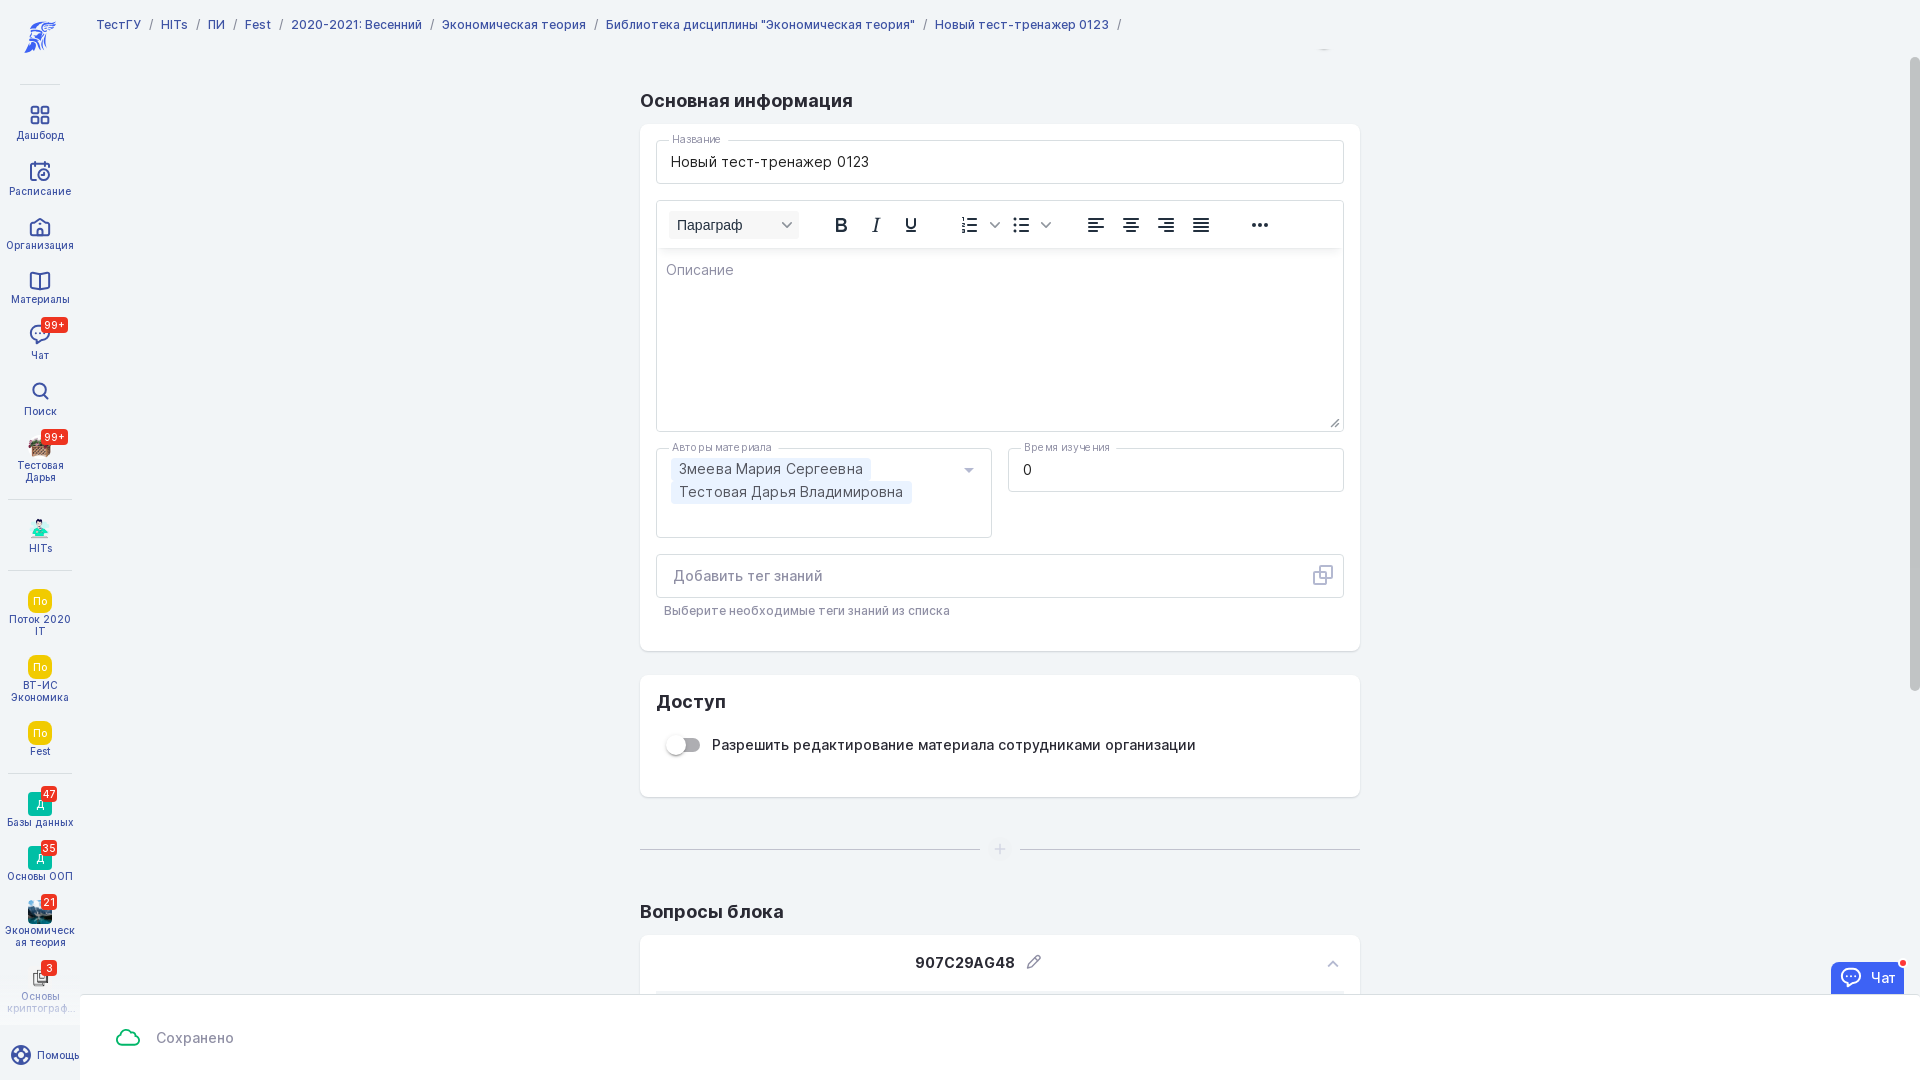 ТестГУ / HITs / ПИ / Fest / 2020-2021: Весенний / Экономическая теория / Библиотека дисциплины "Экономическая теория" / Новый тест-тренажер 0123 /
Дашборд
Расписание
Организация
Материалы
99+
Чат
Поиск
99+
Тестовая
Дарья
HITs
По
Поток 2020
IT
По
ВТ-ИС
Экономика
По
Fest
47
Д
Базы данных
35
Д
Основы ООП
21
Экономическ
ая теория
3
Основы
криптограф...
Помощь
Основная информация
Название
Новый тест-тренажер 0123
Параграф
Описание
Авторы материала
Змеева Мария Сергеевна
Тестовая Дарья Владимировна
Время изучения
0
Добавить тег знаний
Выберите необходимые теги знаний из списка
Доступ
Разрешить редактирование материала сотрудниками организации
Вопросы блока
907C29AG48
Чат
Сохранено